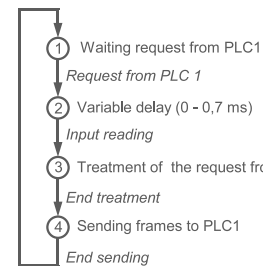 1 Waiting request from PLC1
Request from PLC 1
2 Variable delay (0 - 0,7 ms)
Input reading
3 Treatment of the request
End treatment
4 Sending frames to PLC1
End sending